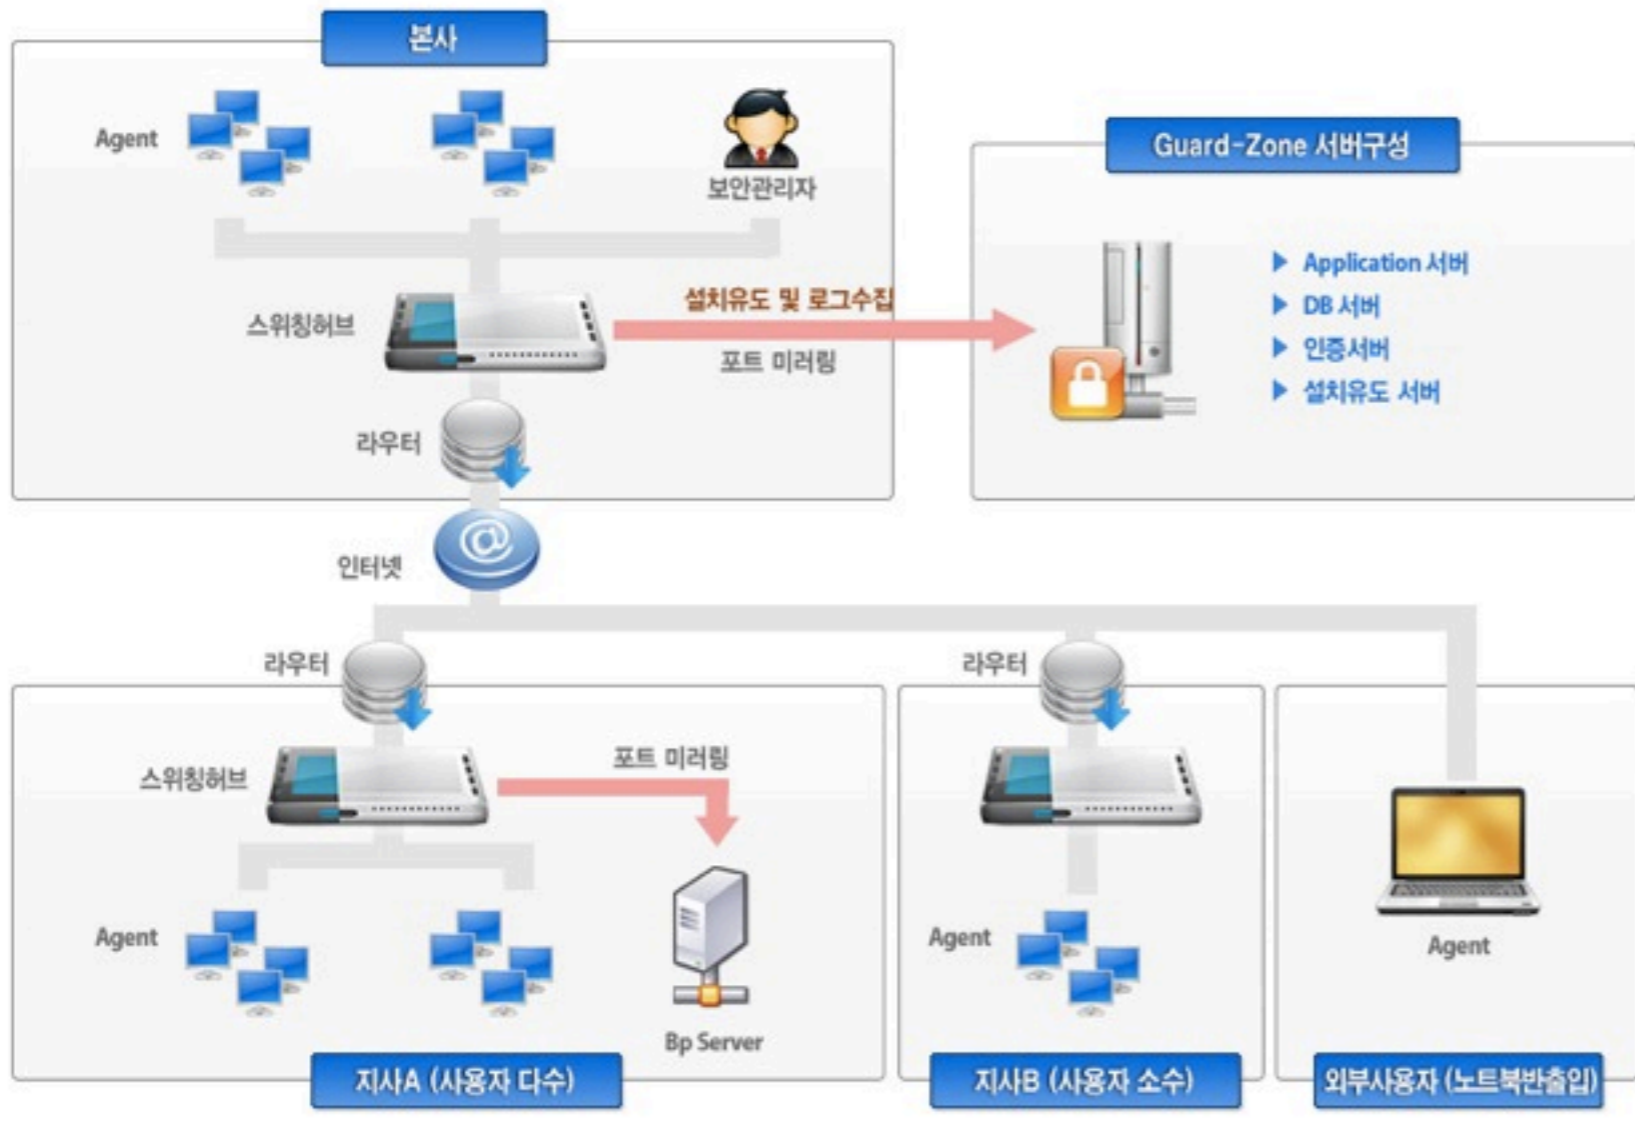 본사
Agent
보안관리자
Guard-Zone 서버구성
▶ Application 서버
▶ DB 서버
▶ 인증서버
▶ 설치유도 서버
설치유도 및 로그수집
스위칭허브
포트 미러링
라우터
인터넷
라우터
라우터
스위칭허브
포트 미러링
Agent
Bp Server
Agent
Agent
지사A (사용자 다수)
지사B (사용자 소수)
외부사용자 (노트북반출입)